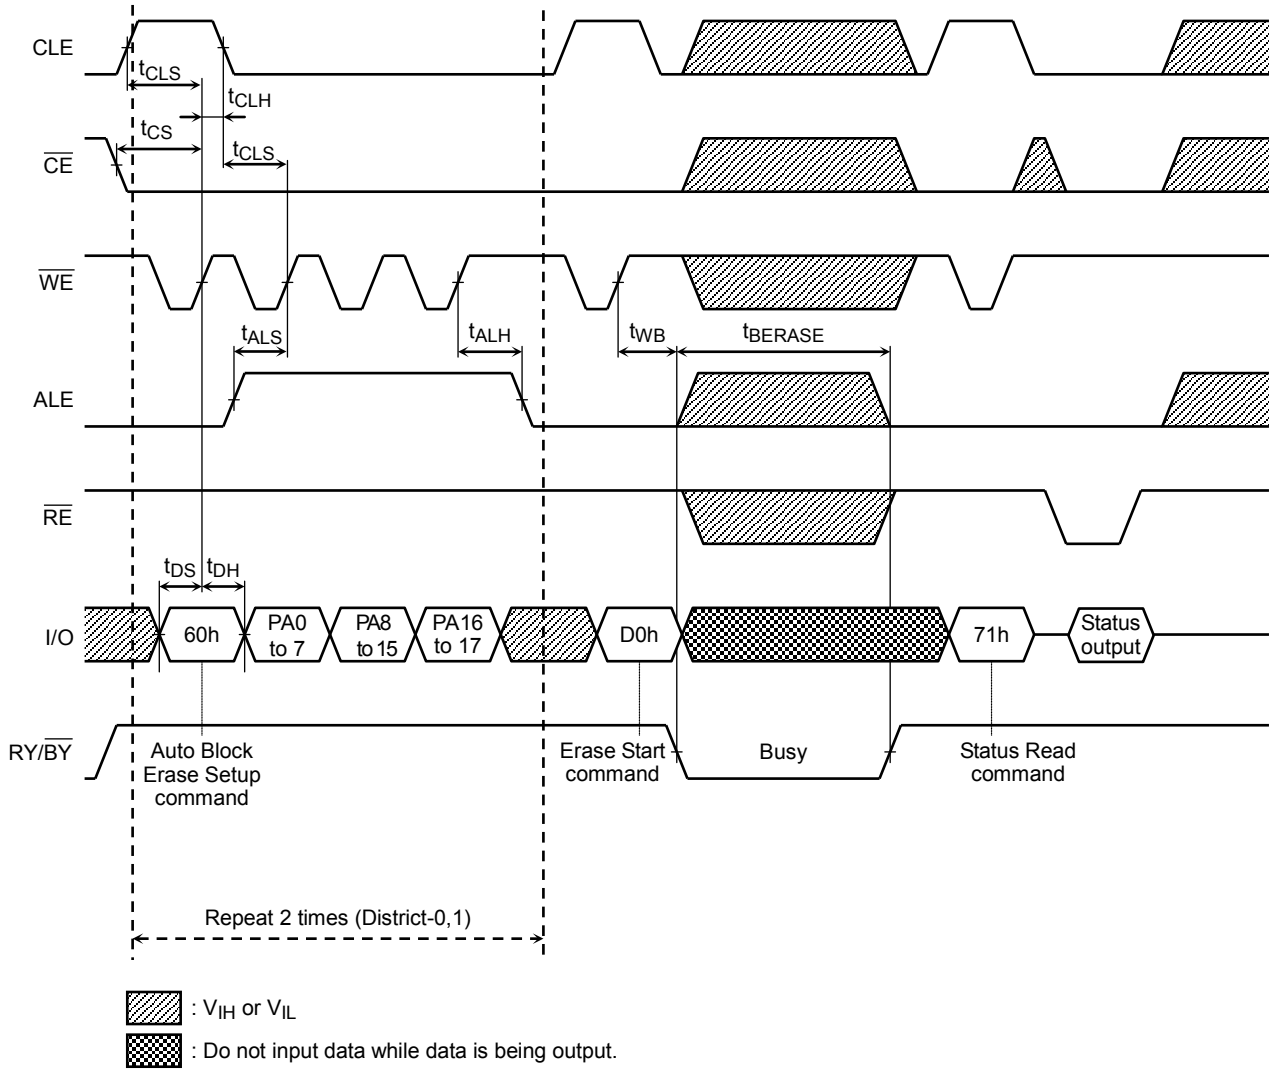 CLE
tCLS
tCLH
tCS
CE
tCLS
WE
tALS
tALH
tWB
tBERASE
ALE
RE
tDS
tDH
I/O
60h
PA0
to 7
PA8
to 15
PA16
to 17
D0h
71h
Status
output
RY/BY
Auto Block
Erase Setup
command
Erase Start
command
Busy
Status Read
command
Repeat 2 times (District-0,1)
: VIH or VIL
: Do not input data while data is being output.